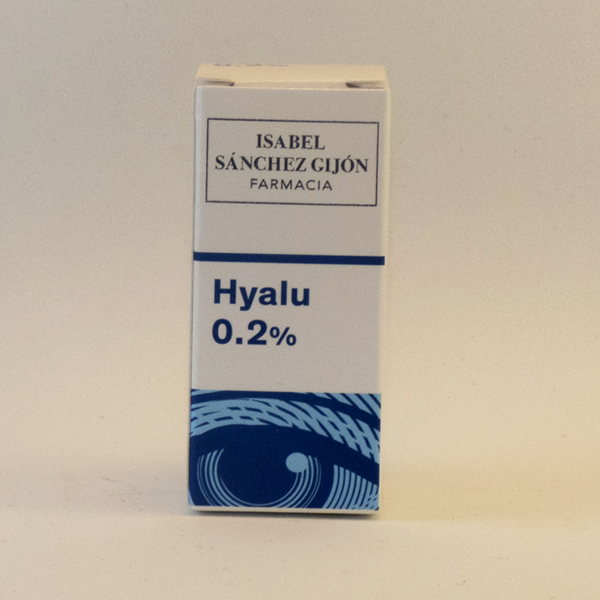 ISABEL
SÁNCHEZ GIJÓN
FARMACIA
Hyalu
0.2%